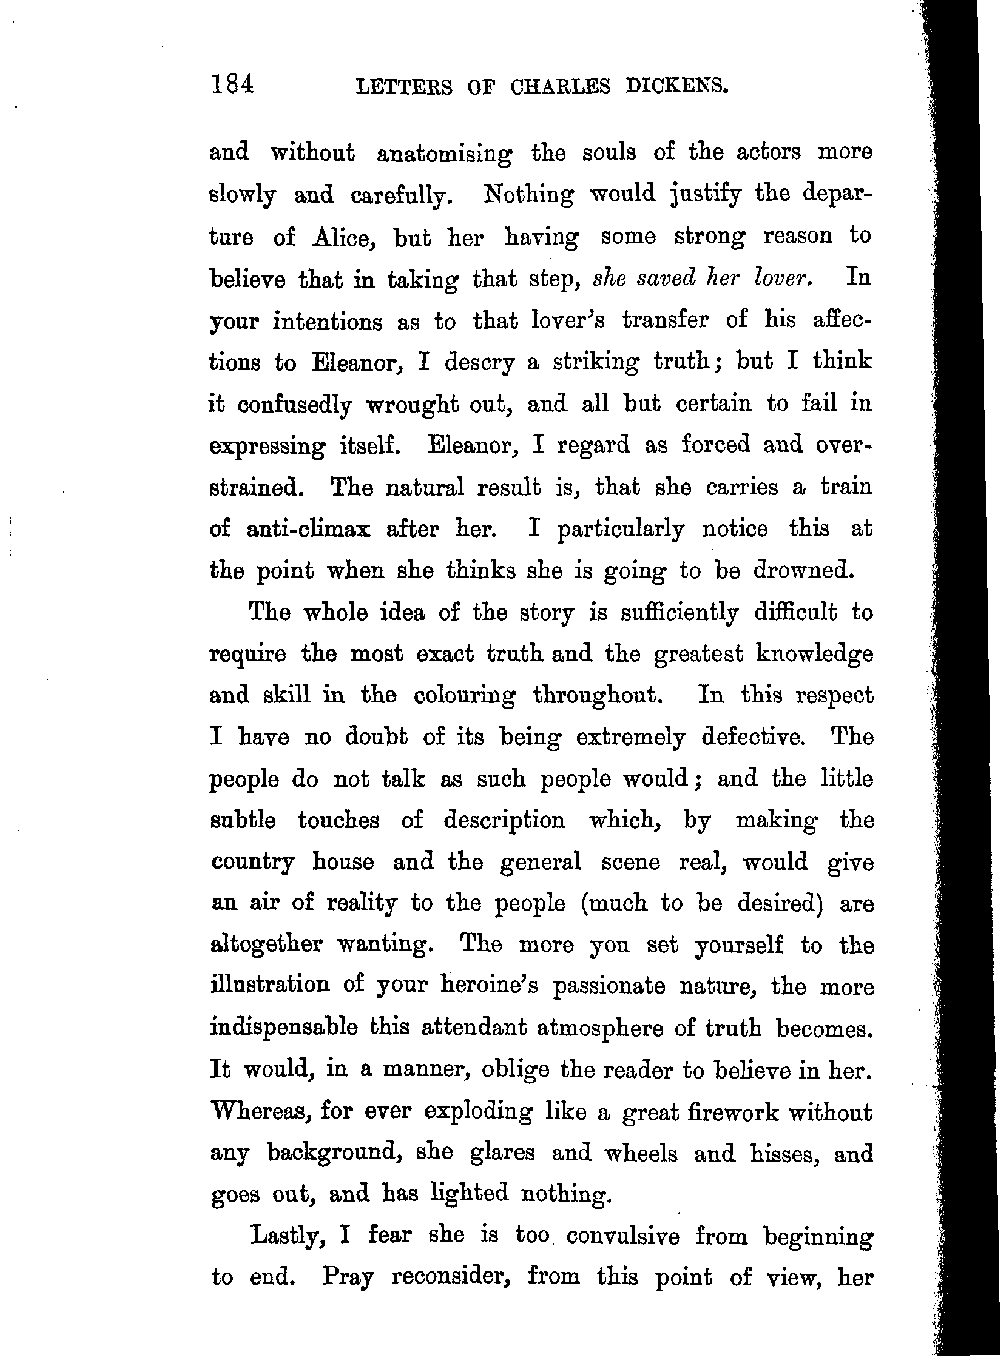 184 LETTERS OF CHARLES DICKENS.
and without anatomising the souls of the actors more
slowly and carefully. Nothing would justify the depar-
ture of Alice, but her having some strong reason to
believe that in taking that step, she saved her lover. In
your intentions as to that lover's transfer of his affec-
tions to Eleanor, I descry a striking truth; but I think
it confusedly wrought out, and all but certain to fail in
expressing itself. Eleanor, I regard as forced and over-
strained. The natural result is, that she carries a train
of anti-climax after her. I particularly notice this at
the point when she thinks she is going to be drowned.
The whole idea of the story is sufficiently difficult to
require the most exact truth and the greatest knowledge
and skill in the colouring throughout. In this respect
I have no doubt of its being extremely defective. The
people do not talk as such people would; and the little
subtle touches of description which, by making the
country house and the general scene real, would give
an air of reality to the people (much to be desired) are
altogether wanting. The more you set yourself to the
illustration of your heroine's passionate nature, the more
indispensable this attendant atmosphere of truth becomes.
It would, in a manner, oblige the reader to believe in her.
Whereas, for ever exploding like a great firework without
any background, she glares and wheels and hisses, and
goes out, and has lighted nothing.
Lastly, I fear she is too convulsive from beginning
to end. Pray reconsider, from this point of view, her